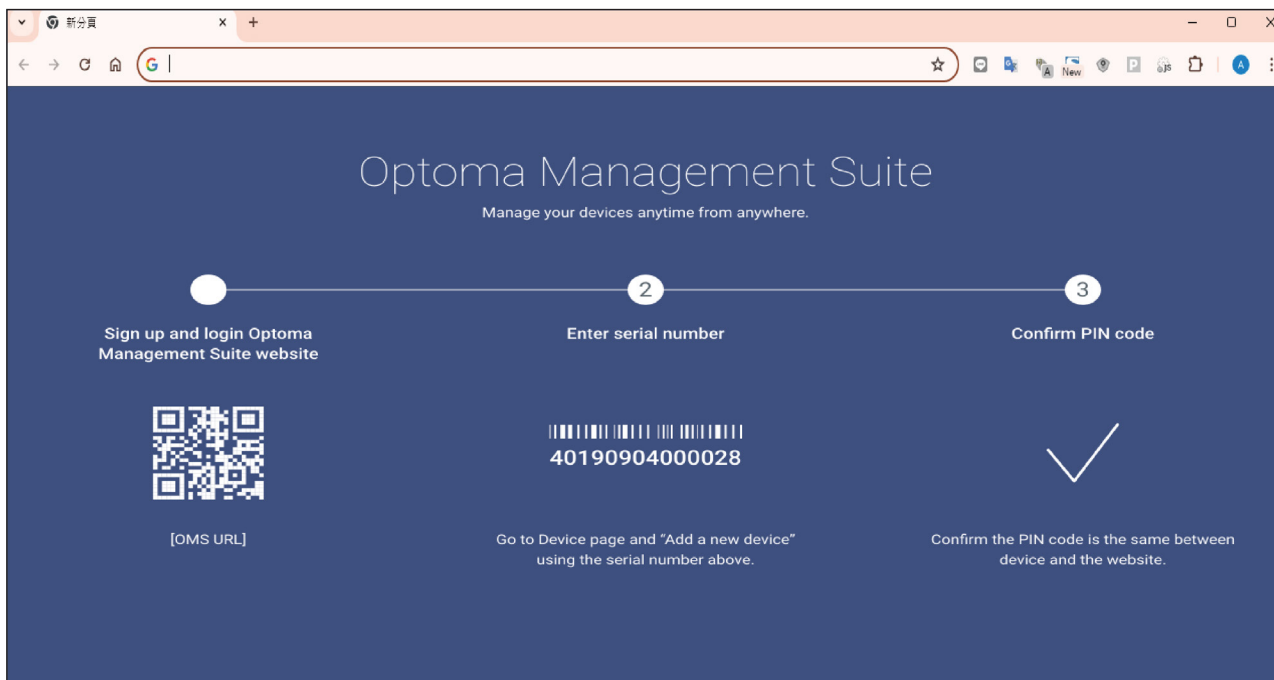 新分頁
G
A
New
P
js
A
Optoma Management Suite
Manage your devices anytime from anywhere.
2
3
Sign up and login Optoma
Management Suite website
Enter serial number
Confirm PIN code
40190904000028
[OMS URL]
Go to Device page and “Add a new device”
using the serial number above.
Confirm the PIN code is the same between
device and the website.